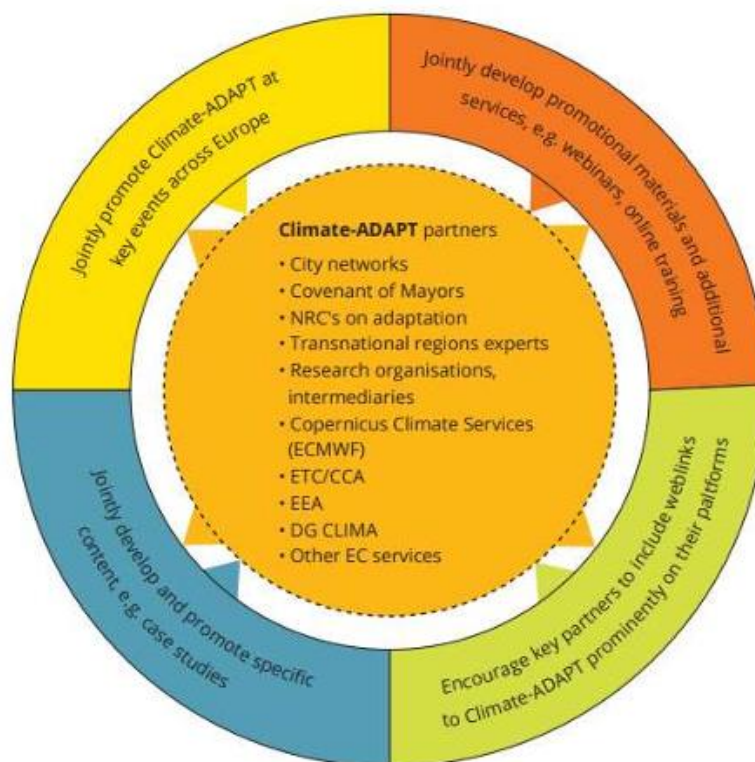 Jointly promote Climate-ADAPT at
key events across Europe
Jointly develop promotional materials and additional
services, e.g. webinars, online training
Climate-ADAPT partners
• City networks
• Covenant of Mayors
• NRC's on adaptation
• Transnational regions experts
• Research organisations,
intermediaries
• Copernicus Climate Services
(ECMWF)
• ETC/CCA
• EEA
• DG CLIMA
• Other EC services
Jointly develop and promote specific
content, e.g. case studies
Encourage key partners to include weblinks
to Climate-ADAPT prominently on their paltforms